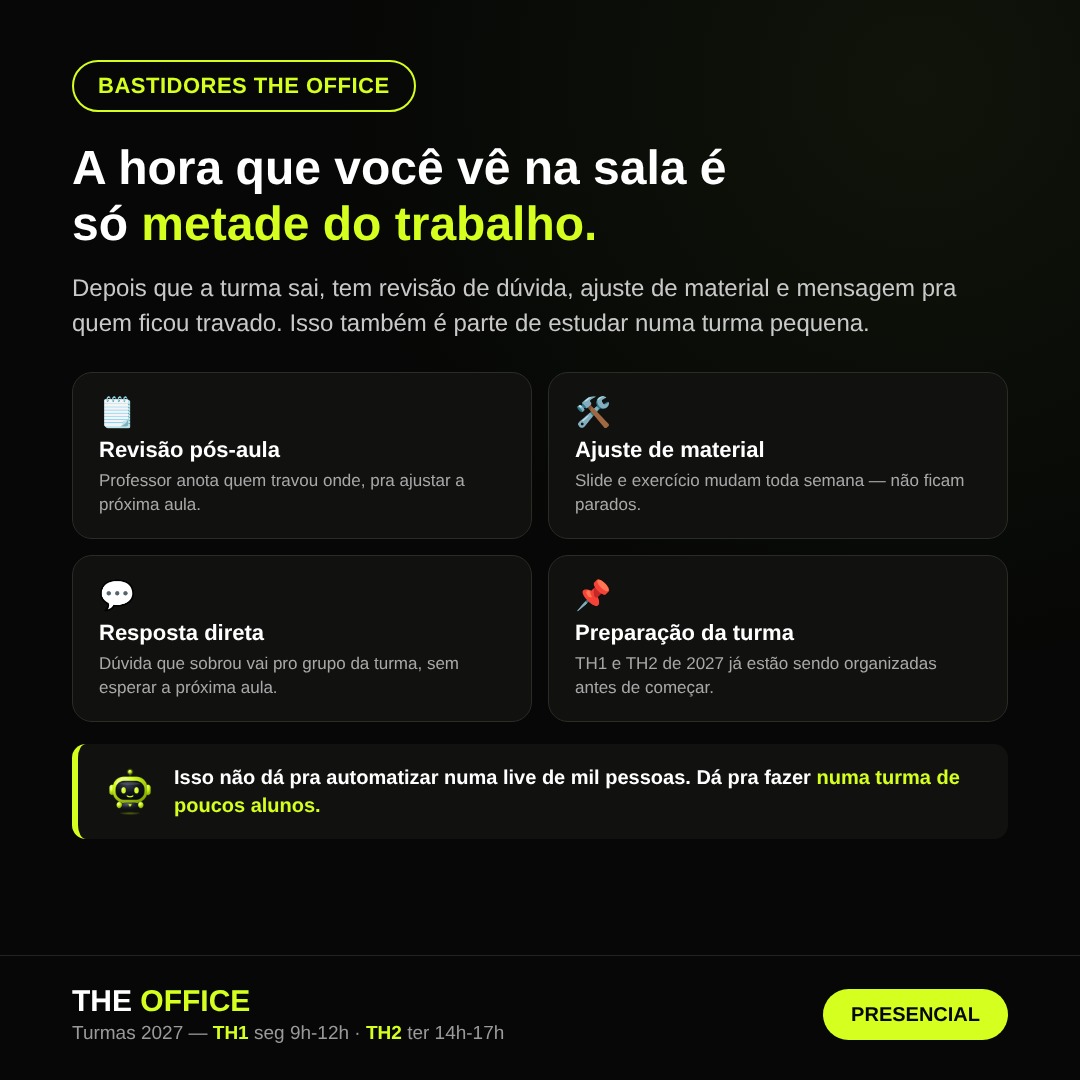 BASTIDORES THE OFFICE
A hora que você vê na sala é
só metade do trabalho.
Depois que a turma sai, tem revisão de dúvida, ajuste de material e mensagem pra
quem ficou travado. Isso também é parte de estudar numa turma pequena.
Revisão pós-aula
Professor anota quem travou onde, pra ajustar a
próxima aula.
Ajuste de material
Slide e exercício mudam toda semana — não ficam
parados.
Resposta direta
Dúvida que sobrou vai pro grupo da turma, sem
esperar a próxima aula.
Preparação da turma
TH1 e TH2 de 2027 já estão sendo organizadas
antes de começar.
Isso não dá pra automatizar numa live de mil pessoas. Dá pra fazer numa turma de
poucos alunos.
THE OFFICE
Turmas 2027 — TH1 seg 9h-12h · TH2 ter 14h-17h
PRESENCIAL